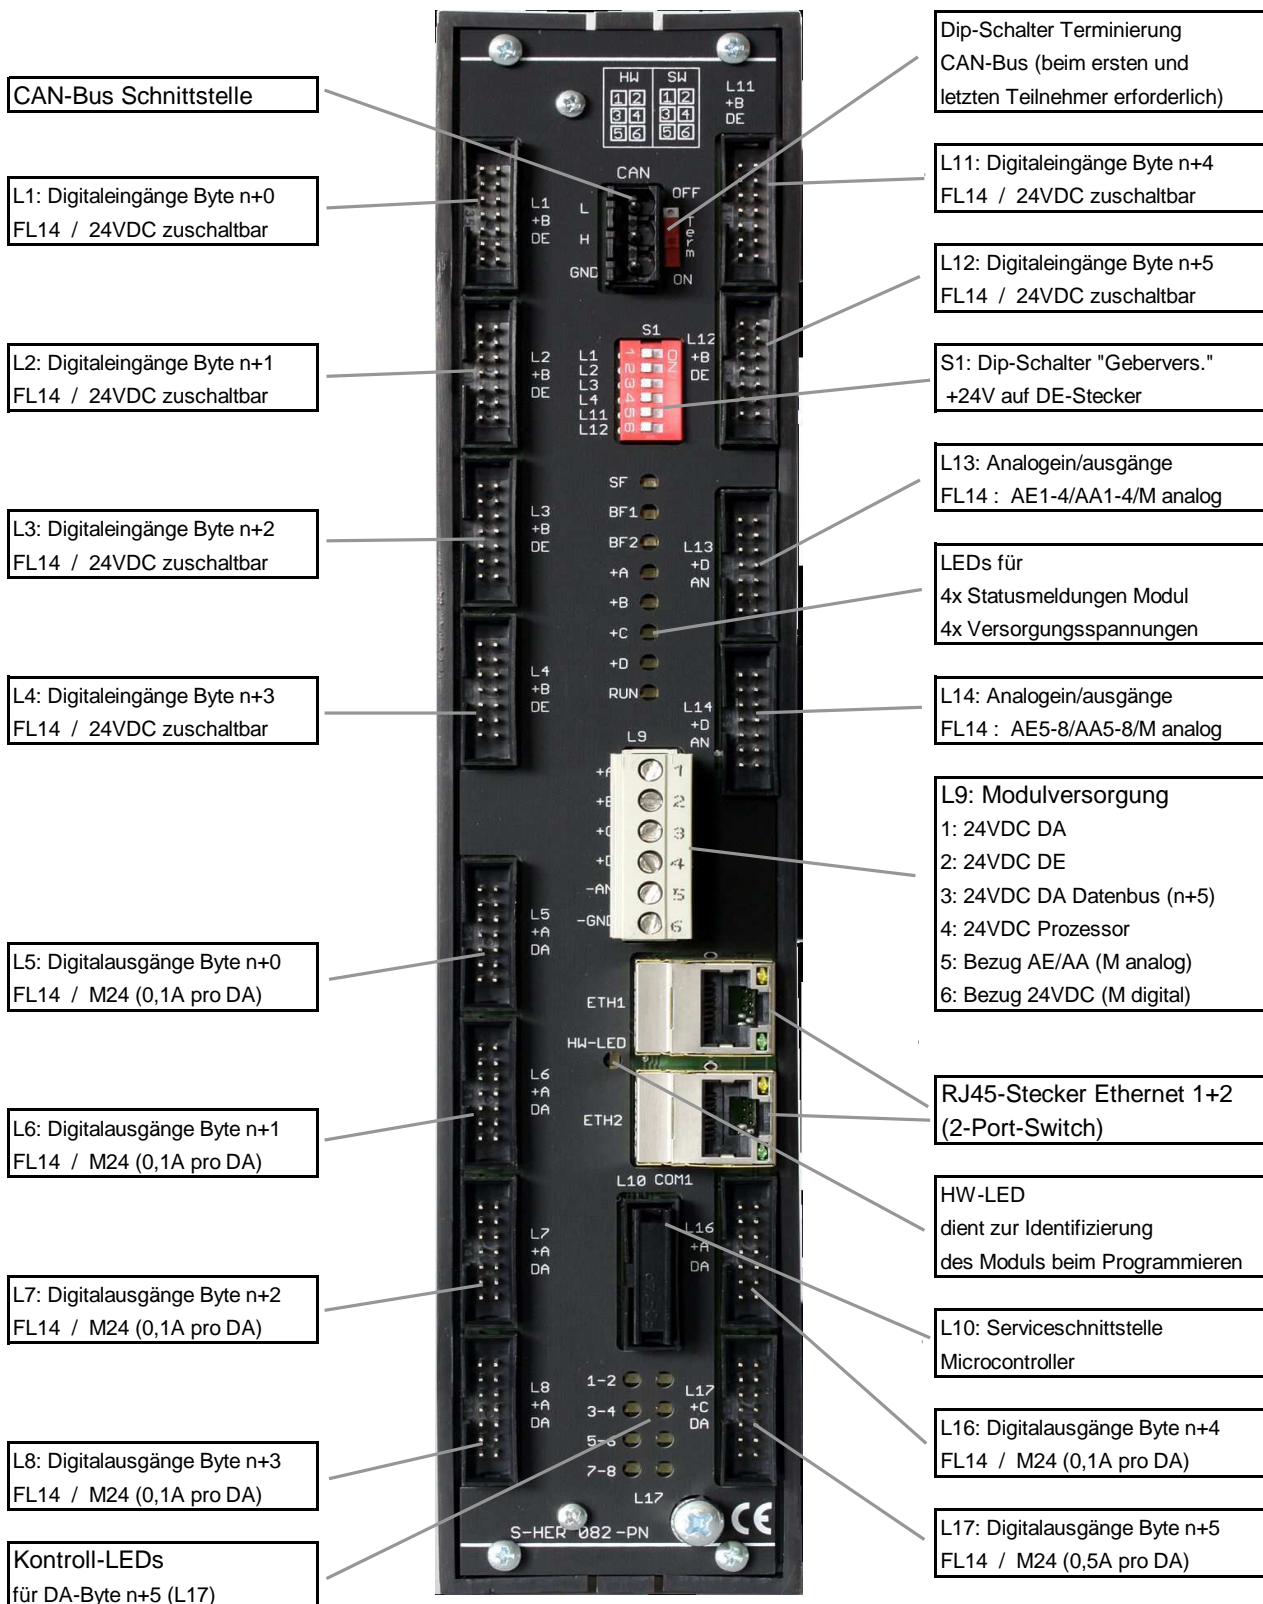 CAN-Bus Schnittstelle
L1: Digitaleingänge Byte n+0
FL14 / 24VDC zuschaltbar
L2: Digitaleingänge Byte n+1
FL14 / 24VDC zuschaltbar
L3: Digitaleingänge Byte n+2
FL14 / 24VDC zuschaltbar
L4: Digitaleingänge Byte n+3
FL14 / 24VDC zuschaltbar
L5: Digitalausgänge Byte n+0
FL14 / M24 (0,1A pro DA)
L6: Digitalausgänge Byte n+1
FL14 / M24 (0,1A pro DA)
L7: Digitalausgänge Byte n+2
FL14 / M24 (0,1A pro DA)
L8: Digitalausgänge Byte n+3
FL14 / M24 (0,1A pro DA)
Kontroll-LEDs
für DA-Byte n+5 (L17)
HW SW
1 2 1 2
3 4 3 4
5 6 5 6
L11
+B
DE
CAN
L
H
GND
OFF
Term
ON
L1
+B
DE
S1
L1
L2
L3
L4
L11
L12
1
2
3
4
5
6
ON
L12
+B
DE
L2
+B
DE
L3
+B
DE
SF
BF1
BF2
+A
+B
+C
+D
RUN
L13
+D
AN
L4
+B
DE
L14
+D
AN
L9
+A 1
2
3
4
-AN 5
-GND 6
L5
+A
DA
ETH1
HW-LED
L6
+A
DA
ETH2
L10 COM1
L7
+A
DA
L16
+A
DA
L8
+A
DA
1-2
3-4
5-6
7-8
L17
+C
DA
L17
S-HER 082-PN
CE
Dip-Schalter Terminierung
CAN-Bus (beim ersten und
letzten Teilnehmer erforderlich)
L11: Digitaleingänge Byte n+4
FL14 / 24VDC zuschaltbar
L12: Digitaleingänge Byte n+5
FL14 / 24VDC zuschaltbar
S1: Dip-Schalter "Gebervers."
+24V auf DE-Stecker
L13: Analogein/ausgänge
FL14 : AE1-4/AA1-4/M analog
LEDs für
4x Statusmeldungen Modul
4x Versorgungsspannungen
L14: Analogein/ausgänge
FL14 : AE5-8/AA5-8/M analog
L9: Modulversorgung
1: 24VDC DA
2: 24VDC DE
3: 24VDC DA Datenbus (n+5)
4: 24VDC Prozessor
5: Bezug AE/AA (M analog)
6: Bezug 24VDC (M digital)
RJ45-Stecker Ethernet 1+2
(2-Port-Switch)
HW-LED
dient zur Identifizierung
des Moduls beim Programmieren
L10: Serviceschnittstelle
Microcontroller
L16: Digitalausgänge Byte n+4
FL14 / M24 (0,1A pro DA)
L17: Digitalausgänge Byte n+5
FL14 / M24 (0,5A pro DA)